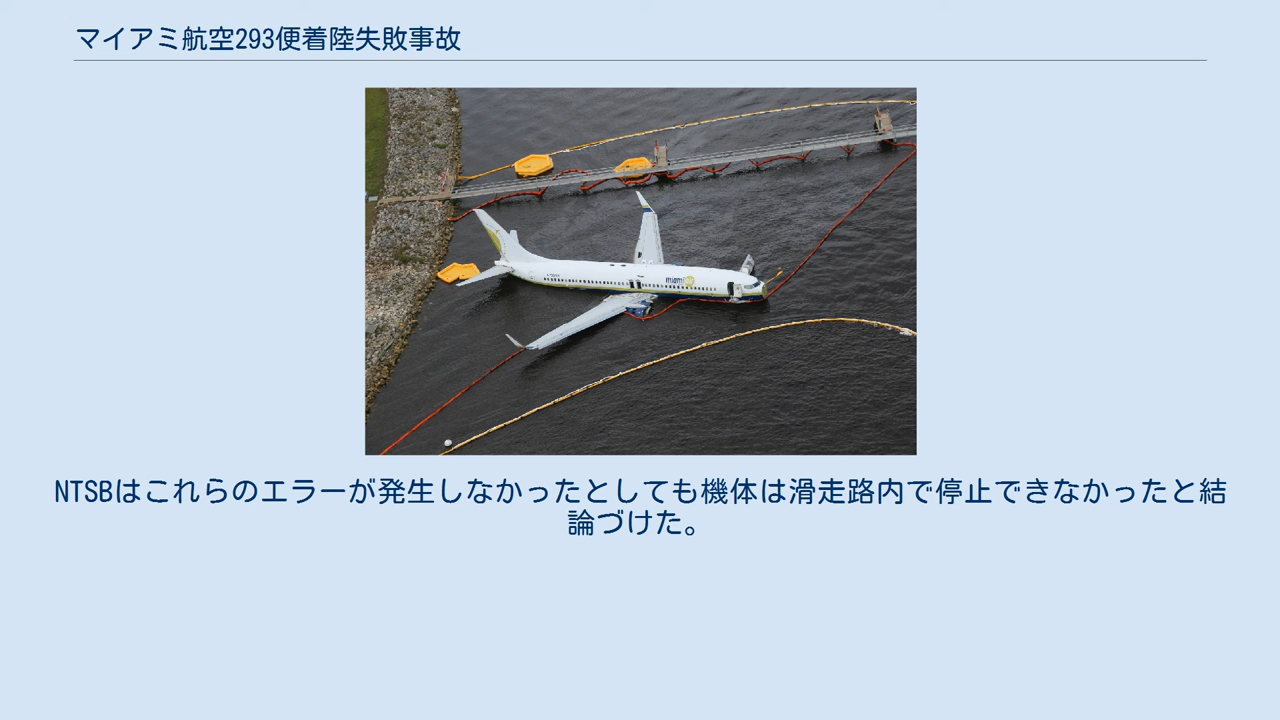 マイアミ航空293便着陸失敗事故
miami
NTSBはこれらのエラーが発生しなかったとしても機体は滑走路内で停止できなかったと結
論づけた。